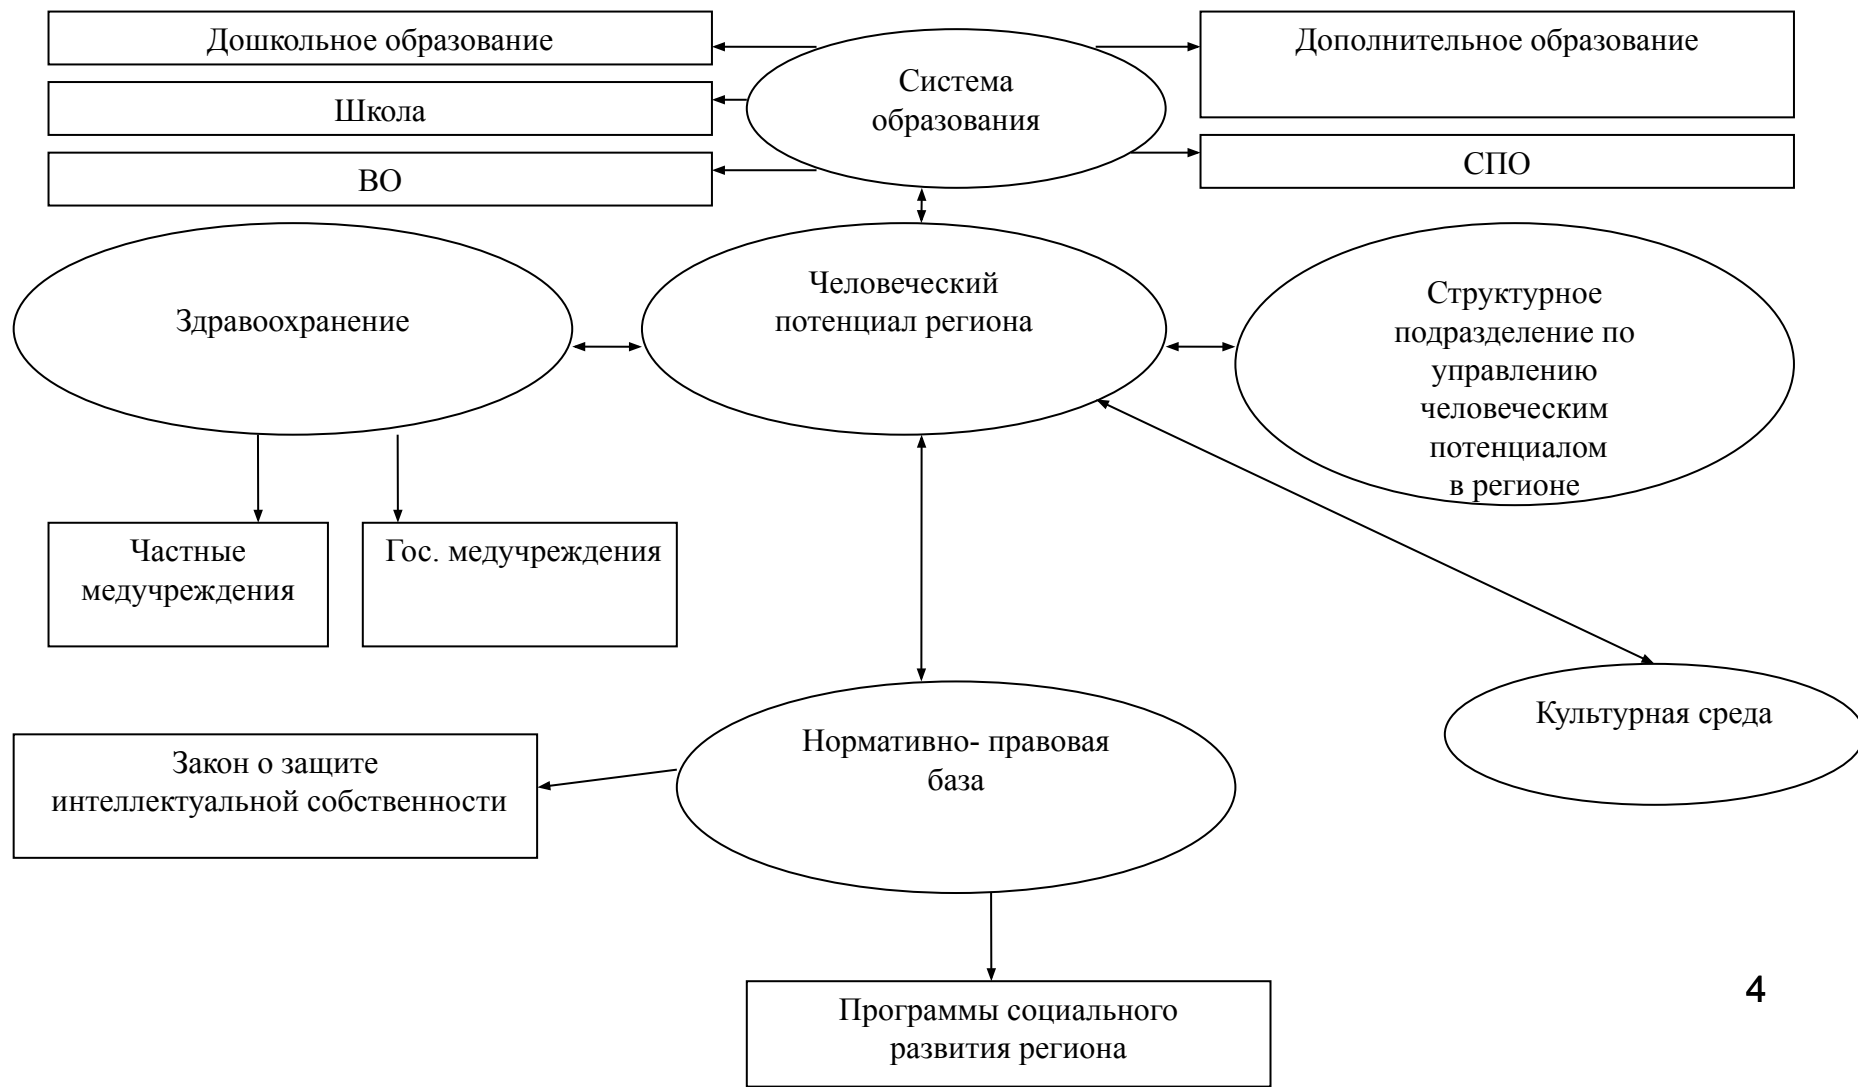 Дошкольное образование
Школа
ВО
Система
образования
Дополнительное образование
СПО
Здравоохранение
Человеческий
потенциал региона
Структурное
подразделение по
управлению
человеческим
потенциалом
в регионе
Частные
медучреждения
Гос. медучреждения
Культурная среда
Нормативно- правовая
база
Закон о защите
интеллектуальной собственности
Программы социального
развития региона
4